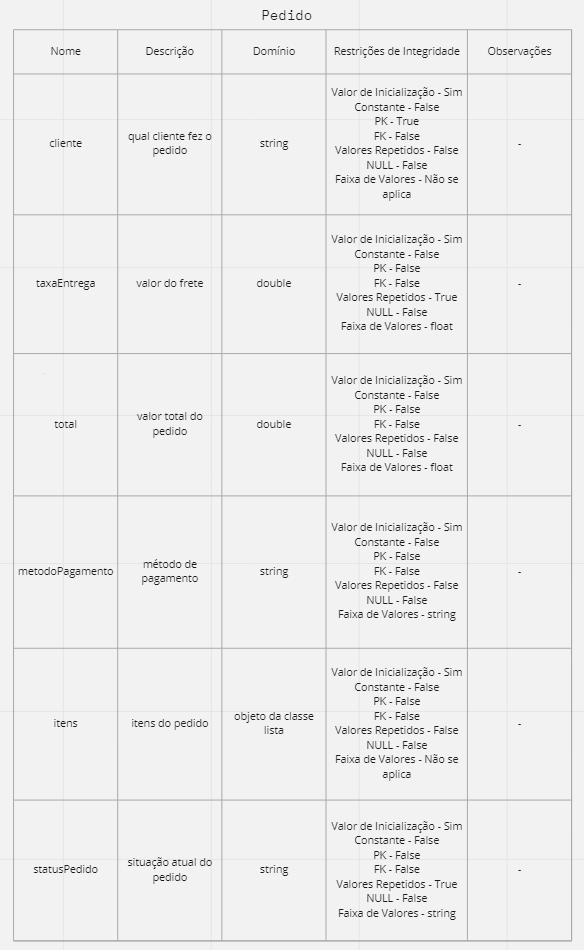 Pedido
Nome
Descrição
Domínio
Restrições de Integridade
Observações
cliente
qual cliente fez o
pedido
string
Valor de Inicialização - Sim
Constante - False
PK - True
FK - False
Valores Repetidos - False
NULL - False
Faixa de Valores - Não se
aplica
-
taxaEntrega
valor do frete
double
Valor de Inicialização - Sim
Constante - False
PK - False
FK - False
Valores Repetidos - True
NULL - False
Faixa de Valores - float
-
total
valor total do
pedido
double
Valor de Inicialização - Sim
Constante - False
PK - False
FK - False
Valores Repetidos - False
NULL - False
Faixa de Valores - float
-
metodoPagamento
método de
pagamento
string
Valor de Inicialização - Sim
Constante - False
PK - False
FK - False
Valores Repetidos - False
NULL - False
Faixa de Valores - string
-
itens
itens do pedido
objeto da classe
lista
Valor de Inicialização - Sim
Constante - False
PK - False
FK - False
Valores Repetidos - False
NULL - False
Faixa de Valores - Não se
aplica
-
statusPedido
situação atual do
pedido
string
Valor de Inicialização - Sim
Constante - False
PK - False
FK - False
Valores Repetidos - True
NULL - False
Faixa de Valores - string
-